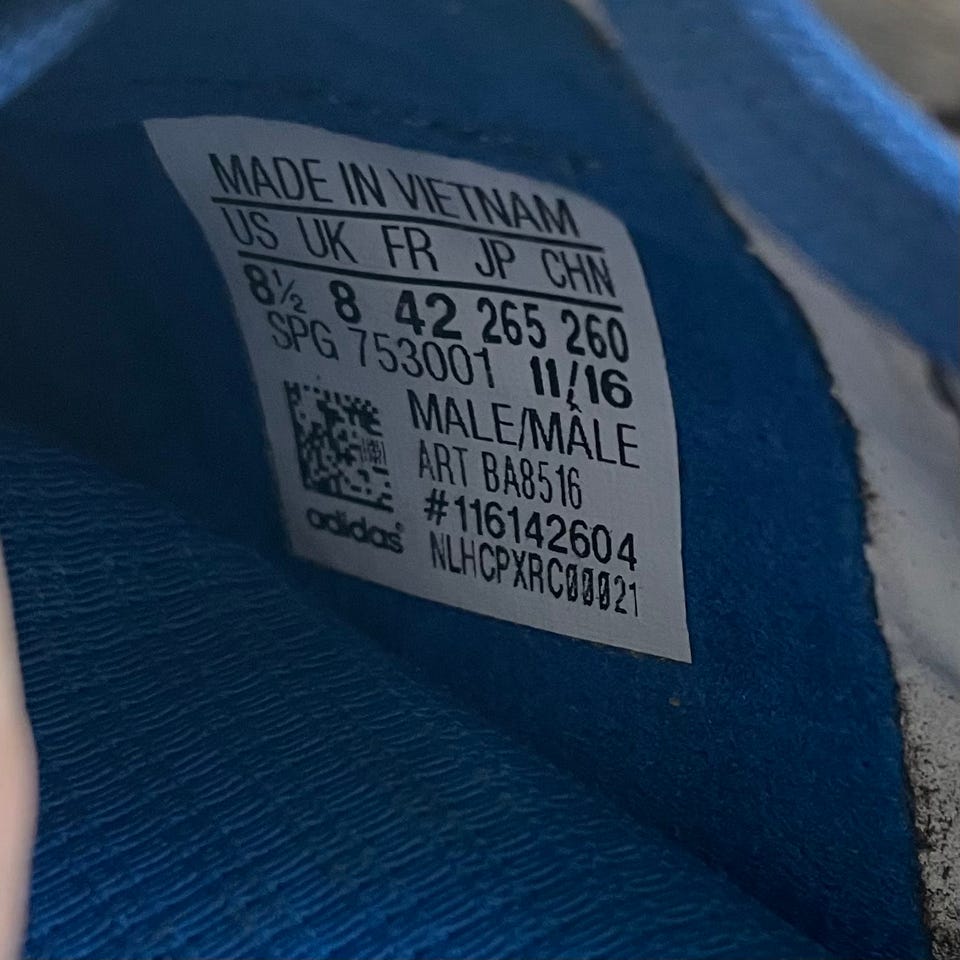 MADE IN VIETNAM
US UK FR JP CHN
8½ 8 42 265 260
SPG 753001 11/16
MALE/MÂLE
ART BA8516
#116142604
NLHCPXRC00021
adidas